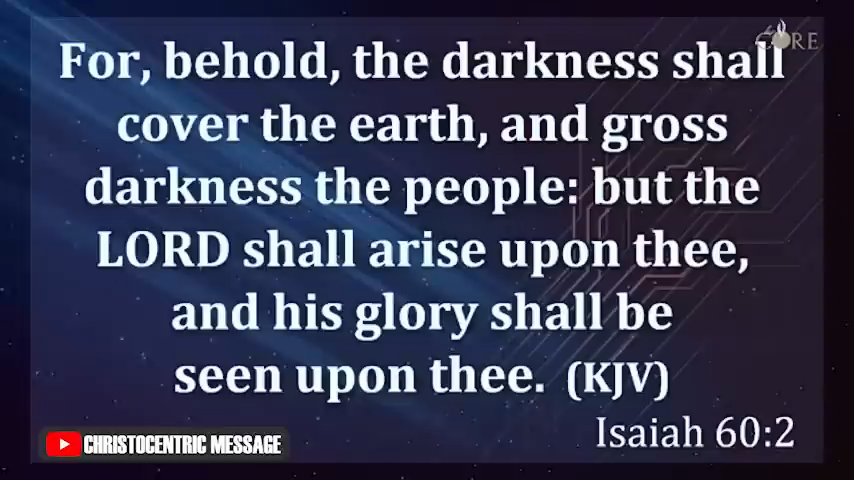 CORE
For, behold, the darkness shall
cover the earth, and gross
darkness the people: but the
LORD shall arise upon thee,
and his glory shall be
seen upon thee. (KJV)
Isaiah 60:2
CHRISTOCENTRIC MESSAGE